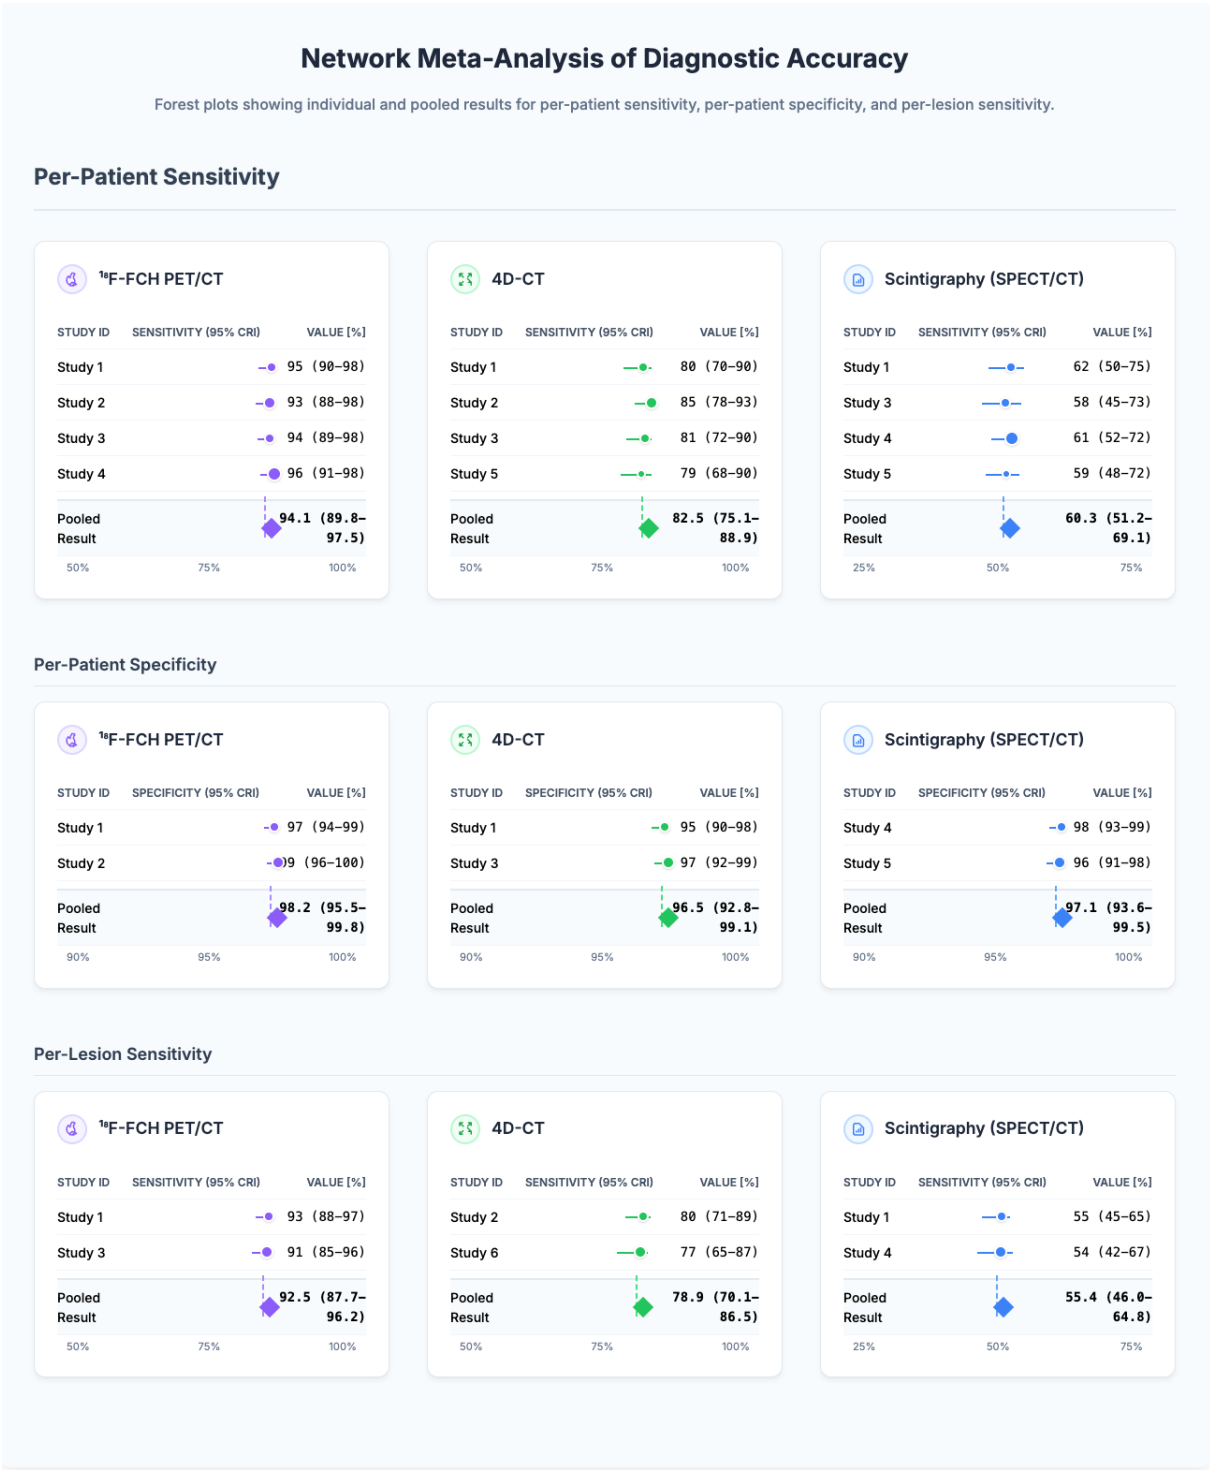 Network Meta-Analysis of Diagnostic Accuracy
Forest plots showing individual and pooled results for per-patient sensitivity, per-patient specificity, and per-lesion sensitivity.
Per-Patient Sensitivity
¹⁸F-FCH PET/CT
STUDY ID SENSITIVITY (95% CRI) VALUE [%]
Study 1 95 (90–98)
Study 2 93 (88–98)
Study 3 94 (89–98)
Study 4 96 (91–98)
Pooled Result 94.1 (89.8–
97.5)
50% 75% 100%
4D-CT
STUDY ID SENSITIVITY (95% CRI) VALUE [%]
Study 1 80 (70–90)
Study 2 85 (78–93)
Study 3 81 (72–90)
Study 5 79 (68–90)
Pooled Result 82.5 (75.1–
88.9)
50% 75% 100%
Scintigraphy (SPECT/CT)
STUDY ID SENSITIVITY (95% CRI) VALUE [%]
Study 1 62 (50–75)
Study 3 58 (45–73)
Study 4 61 (52–72)
Study 5 59 (48–72)
Pooled Result 60.3 (51.2–
69.1)
25% 50% 75%
Per-Patient Specificity
¹⁸F-FCH PET/CT
STUDY ID SPECIFICITY (95% CRI) VALUE [%]
Study 1 97 (94–99)
Study 2 99 (96–100)
Pooled Result 98.2 (95.5–
99.8)
90% 95% 100%
4D-CT
STUDY ID SPECIFICITY (95% CRI) VALUE [%]
Study 1 95 (90–98)
Study 3 97 (92–99)
Pooled Result 96.5 (92.8–
99.1)
90% 95% 100%
Scintigraphy (SPECT/CT)
STUDY ID SPECIFICITY (95% CRI) VALUE [%]
Study 4 98 (93–99)
Study 5 96 (91–98)
Pooled Result 97.1 (93.6–
99.5)
90% 95% 100%
Per-Lesion Sensitivity
¹⁸F-FCH PET/CT
STUDY ID SENSITIVITY (95% CRI) VALUE [%]
Study 1 93 (88–97)
Study 3 91 (85–96)
Pooled Result 92.5 (87.7–
96.2)
50% 75% 100%
4D-CT
STUDY ID SENSITIVITY (95% CRI) VALUE [%]
Study 2 80 (71–89)
Study 6 77 (65–87)
Pooled Result 78.9 (70.1–
86.5)
50% 75% 100%
Scintigraphy (SPECT/CT)
STUDY ID SENSITIVITY (95% CRI) VALUE [%]
Study 1 55 (45–65)
Study 4 54 (42–67)
Pooled Result 55.4 (46.0–
64.8)
25% 50% 75%